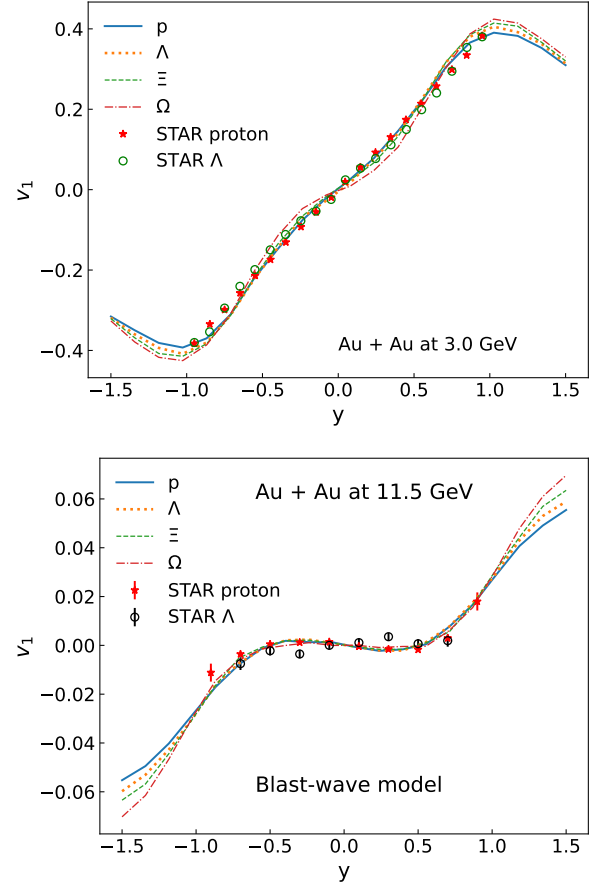 0.4
0.2
0.0
−0.2
−0.4
v₁
p
Λ
Ξ
Ω
STAR proton
STAR Λ
Au + Au at 3.0 GeV
−1.5 −1.0 −0.5 0.0 0.5 1.0 1.5
y
0.06
0.04
0.02
0.00
−0.02
−0.04
−0.06
v₁
p
Λ
Ξ
Ω
STAR proton
STAR Λ
Au + Au at 11.5 GeV
Blast-wave model
−1.5 −1.0 −0.5 0.0 0.5 1.0 1.5
y